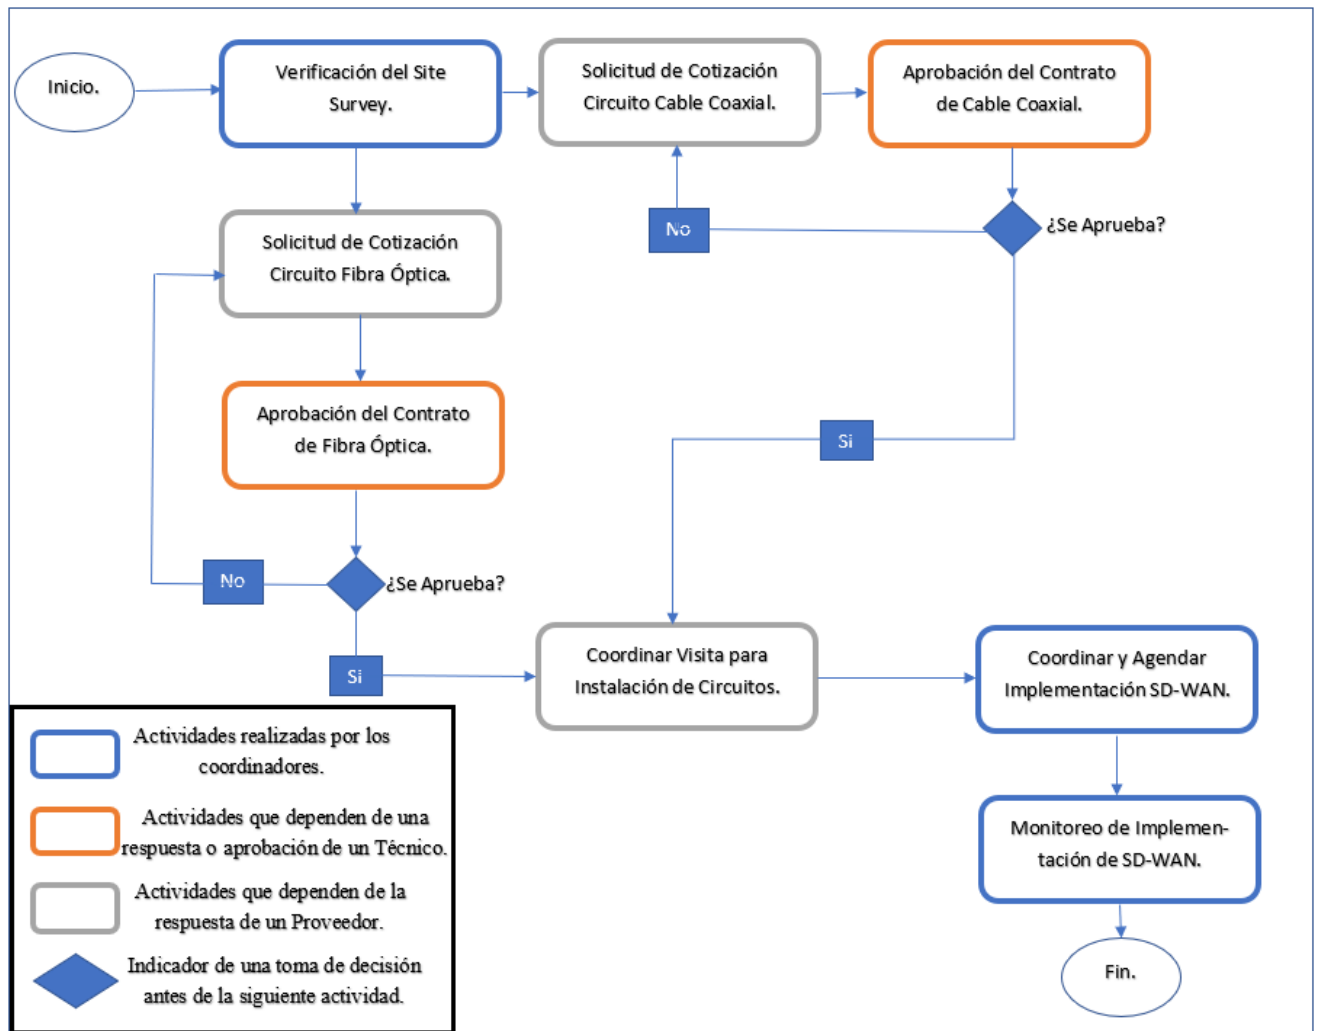 Inicio.
Verificación del Site
Survey.
Solicitud de Cotización
Circuito Cable Coaxial.
Aprobación del Contrato
de Cable Coaxial.
¿Se Aprueba?
No
Solicitud de Cotización
Circuito Fibra Óptica.
Aprobación del Contrato
de Fibra Óptica.
Si
¿Se Aprueba?
No
Si
Coordinar Visita para
Instalación de Circuitos.
Coordinar y Agendar
Implementación SD-WAN.
Monitoreo de Implemen-
tación de SD-WAN.
Fin.
Actividades realizadas por los
coordinadores.
Actividades que dependen de una
respuesta o aprobación de un Técnico.
Actividades que dependen de la
respuesta de un Proveedor.
Indicador de una toma de decisión
antes de la siguiente actividad.